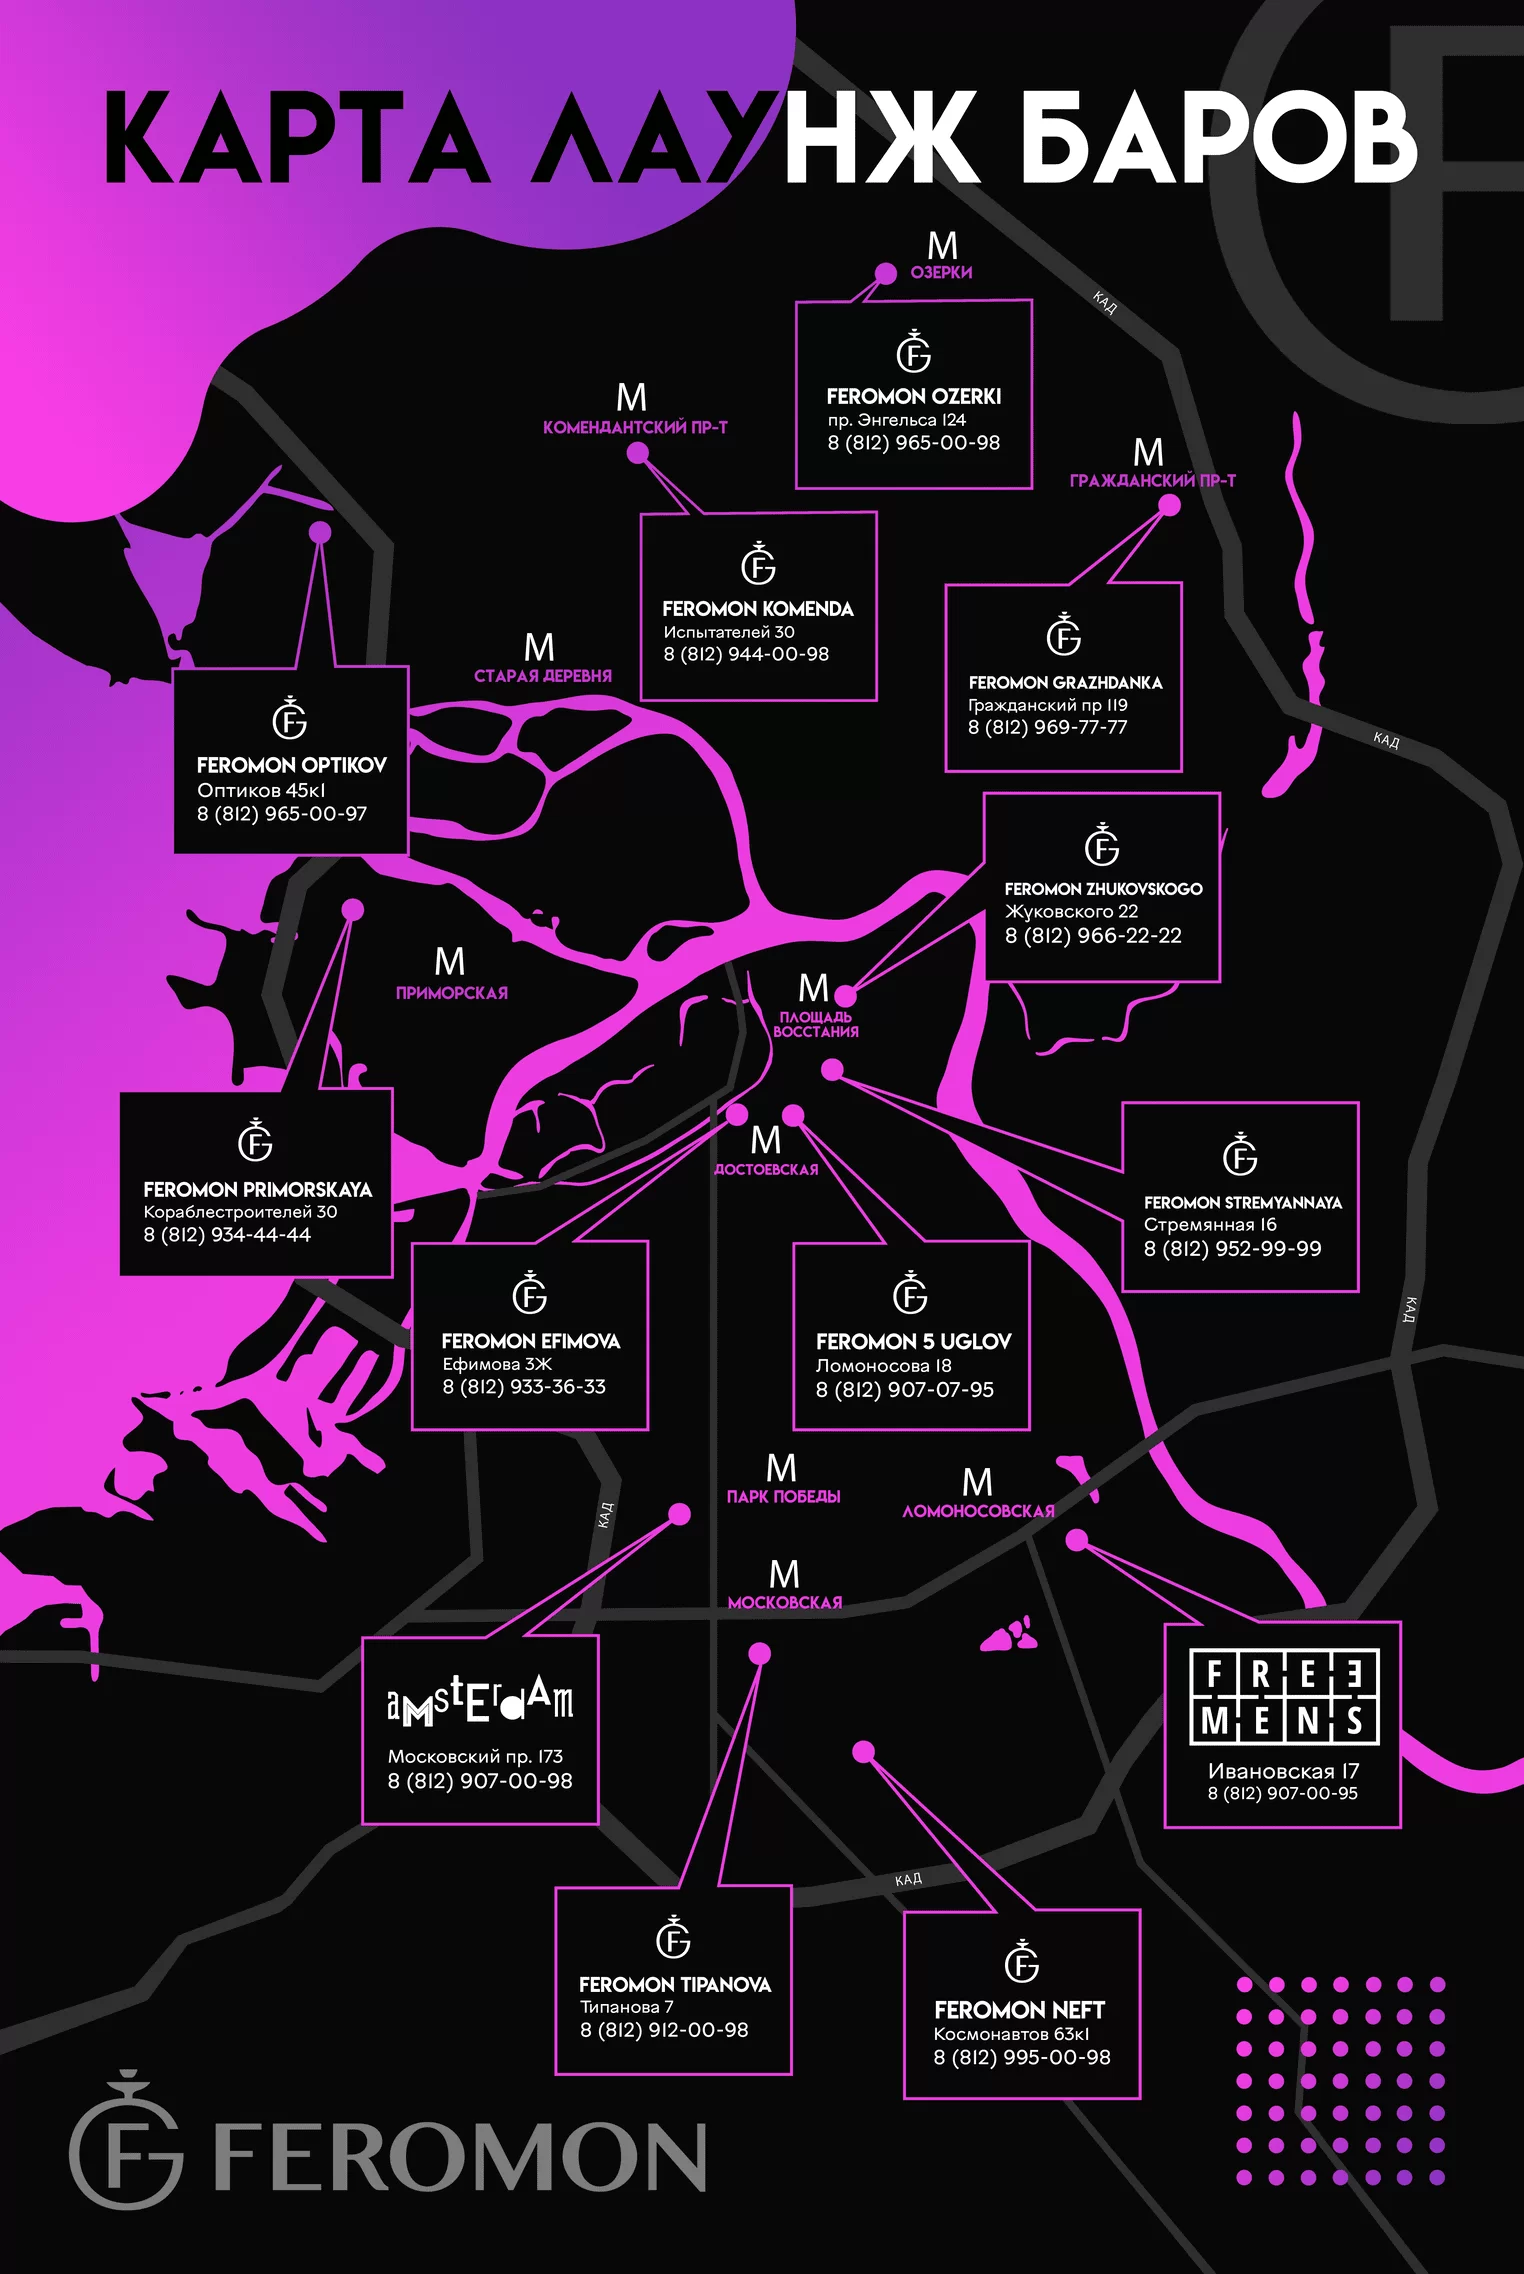 КАРТА ЛАУНЖ БАРОВ
М
ОЗЕРКИ
КАД
FEROMON OZERKI
пр. Энгельса 124
8 (812) 965-00-98
М
КОМЕНДАНТСКИЙ ПР-Т
М
ГРАЖДАНСКИЙ ПР-Т
FEROMON KOMENDA
Испытателей 30
8 (812) 944-00-98
FEROMON GRAZHDANKA
Гражданский пр 119
8 (812) 969-77-77
М
СТАРАЯ ДЕРЕВНЯ
КАД
FEROMON OPTIKOV
Оптиков 45к1
8 (812) 965-00-97
FEROMON ZHUKOVSKOGO
Жуковского 22
8 (812) 966-22-22
М
ПРИМОРСКАЯ
М
ПЛОЩАДЬ
ВОССТАНИЯ
М
ДОСТОЕВСКАЯ
FEROMON PRIMORSKAYA
Кораблестроителей 30
8 (812) 934-44-44
FEROMON STREMYANNAYA
Стремянная 16
8 (812) 952-99-99
КАД
FEROMON EFIMOVA
Ефимова 3Ж
8 (812) 933-36-33
FEROMON 5 UGLOV
Ломоносова 18
8 (812) 907-07-95
М
ПАРК ПОБЕДЫ
М
ЛОМОНОСОВСКАЯ
КАД
М
МОСКОВСКАЯ
aMstErdAm
Московский пр. 173
8 (812) 907-00-98
FREE
MENS
Ивановская 17
8 (812) 907-00-95
КАД
FEROMON TIPANOVA
Типанова 7
8 (812) 912-00-98
FEROMON NEFT
Космонавтов 63к1
8 (812) 995-00-98
FEROMON